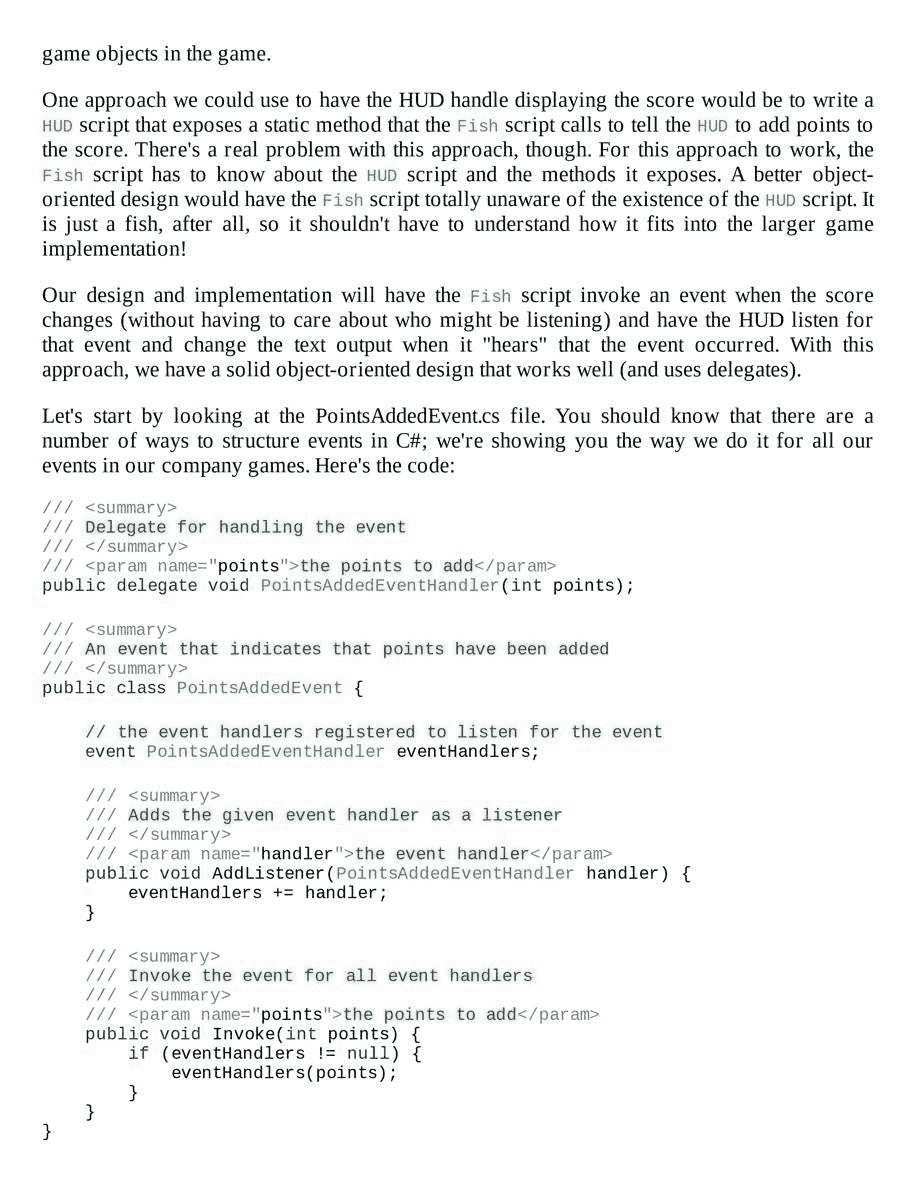 game objects in the game.
One approach we could use to have the HUD handle displaying the score would be to write a
HUD script that exposes a static method that the Fish script calls to tell the HUD to add points to
the score. There's a real problem with this approach, though. For this approach to work, the
Fish script has to know about the HUD script and the methods it exposes. A better object-
oriented design would have the Fish script totally unaware of the existence of the HUD script. It
is just a fish, after all, so it shouldn't have to understand how it fits into the larger game
implementation!
Our design and implementation will have the Fish script invoke an event when the score
changes (without having to care about who might be listening) and have the HUD listen for
that event and change the text output when it "hears" that the event occurred. With this
approach, we have a solid object-oriented design that works well (and uses delegates).
Let's start by looking at the PointsAddedEvent.cs file. You should know that there are a
number of ways to structure events in C#; we're showing you the way we do it for all our
events in our company games. Here's the code:
/// <summary>
/// Delegate for handling the event
/// </summary>
/// <param name="points">the points to add</param>
public delegate void PointsAddedEventHandler(int points);
/// <summary>
/// An event that indicates that points have been added
/// </summary>
public class PointsAddedEvent {
    // the event handlers registered to listen for the event
    event PointsAddedEventHandler eventHandlers;
    /// <summary>
    /// Adds the given event handler as a listener
    /// </summary>
    /// <param name="handler">the event handler</param>
    public void AddListener(PointsAddedEventHandler handler) {
        eventHandlers += handler;
    }
    /// <summary>
    /// Invoke the event for all event handlers
    /// </summary>
    /// <param name="points">the points to add</param>
    public void Invoke(int points) {
        if (eventHandlers != null) {
            eventHandlers(points);
        }
    }
}